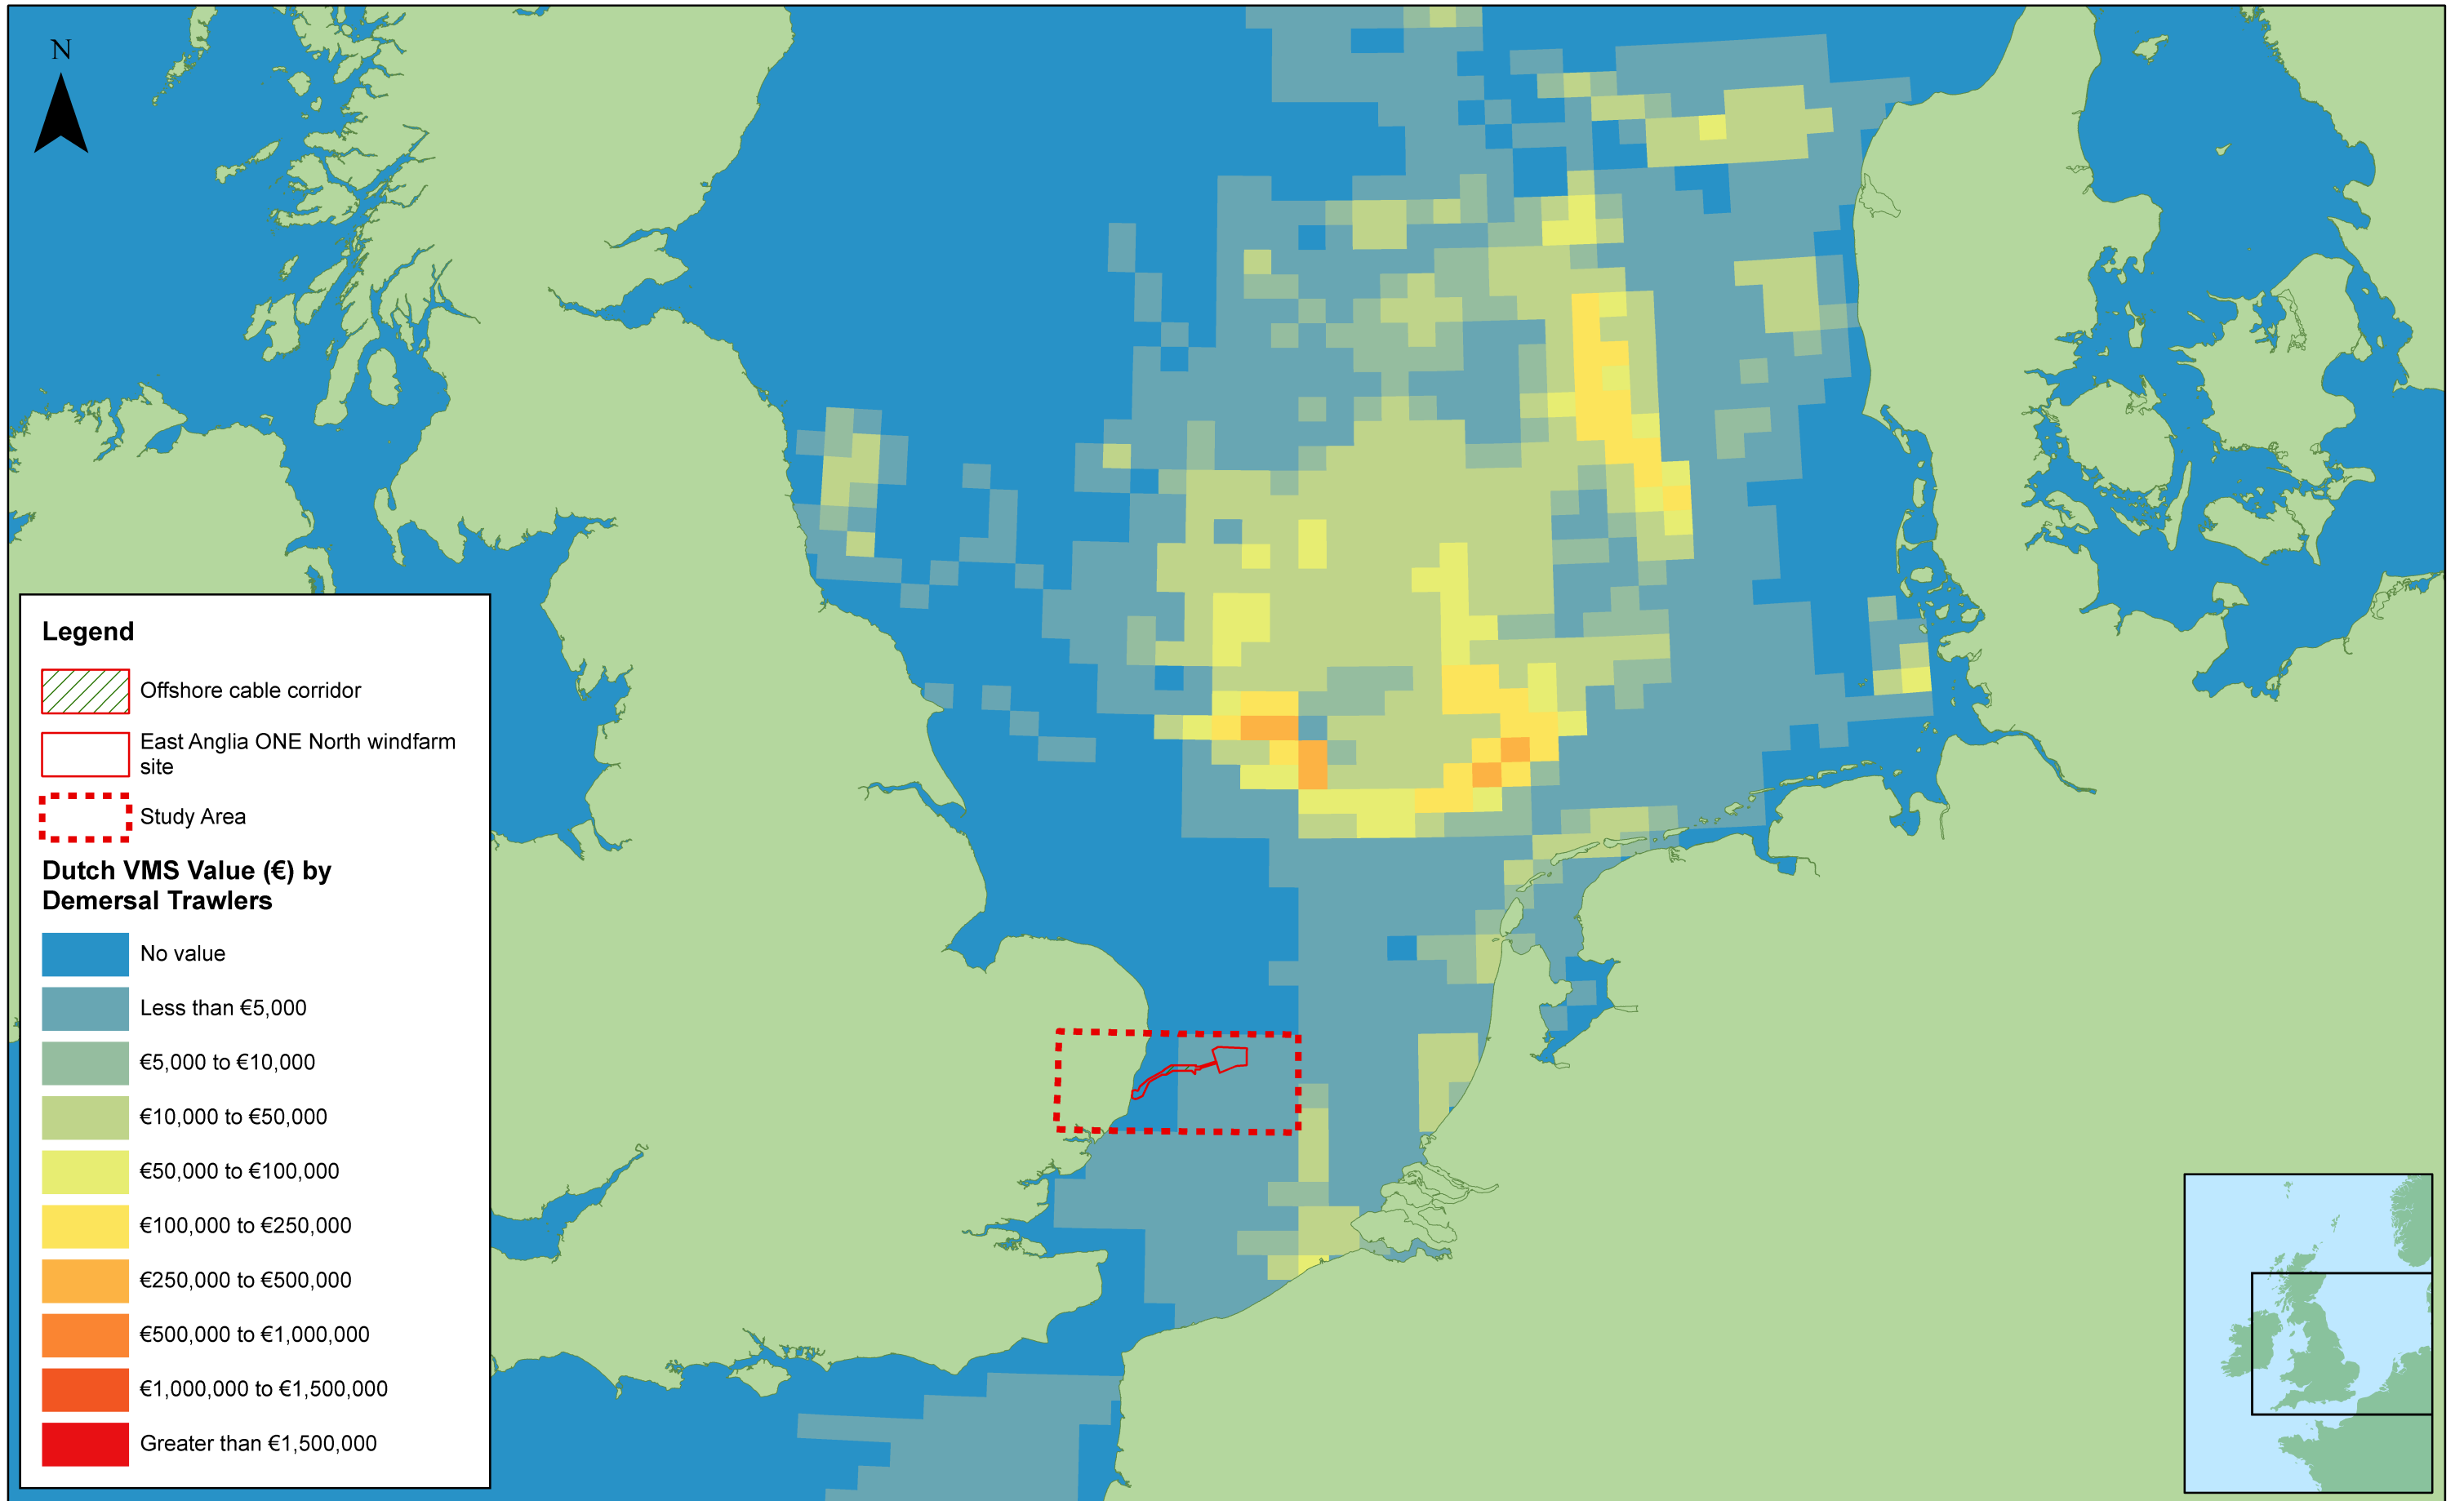 N
Legend
Offshore cable corridor
East Anglia ONE North windfarm
site
Study Area
Dutch VMS Value (€) by
Demersal Trawlers
No value
Less than €5,000
€5,000 to €10,000
€10,000 to €50,000
€50,000 to €100,000
€100,000 to €250,000
€250,000 to €500,000
€500,000 to €1,000,000
€1,000,000 to €1,500,000
Greater than €1,500,000